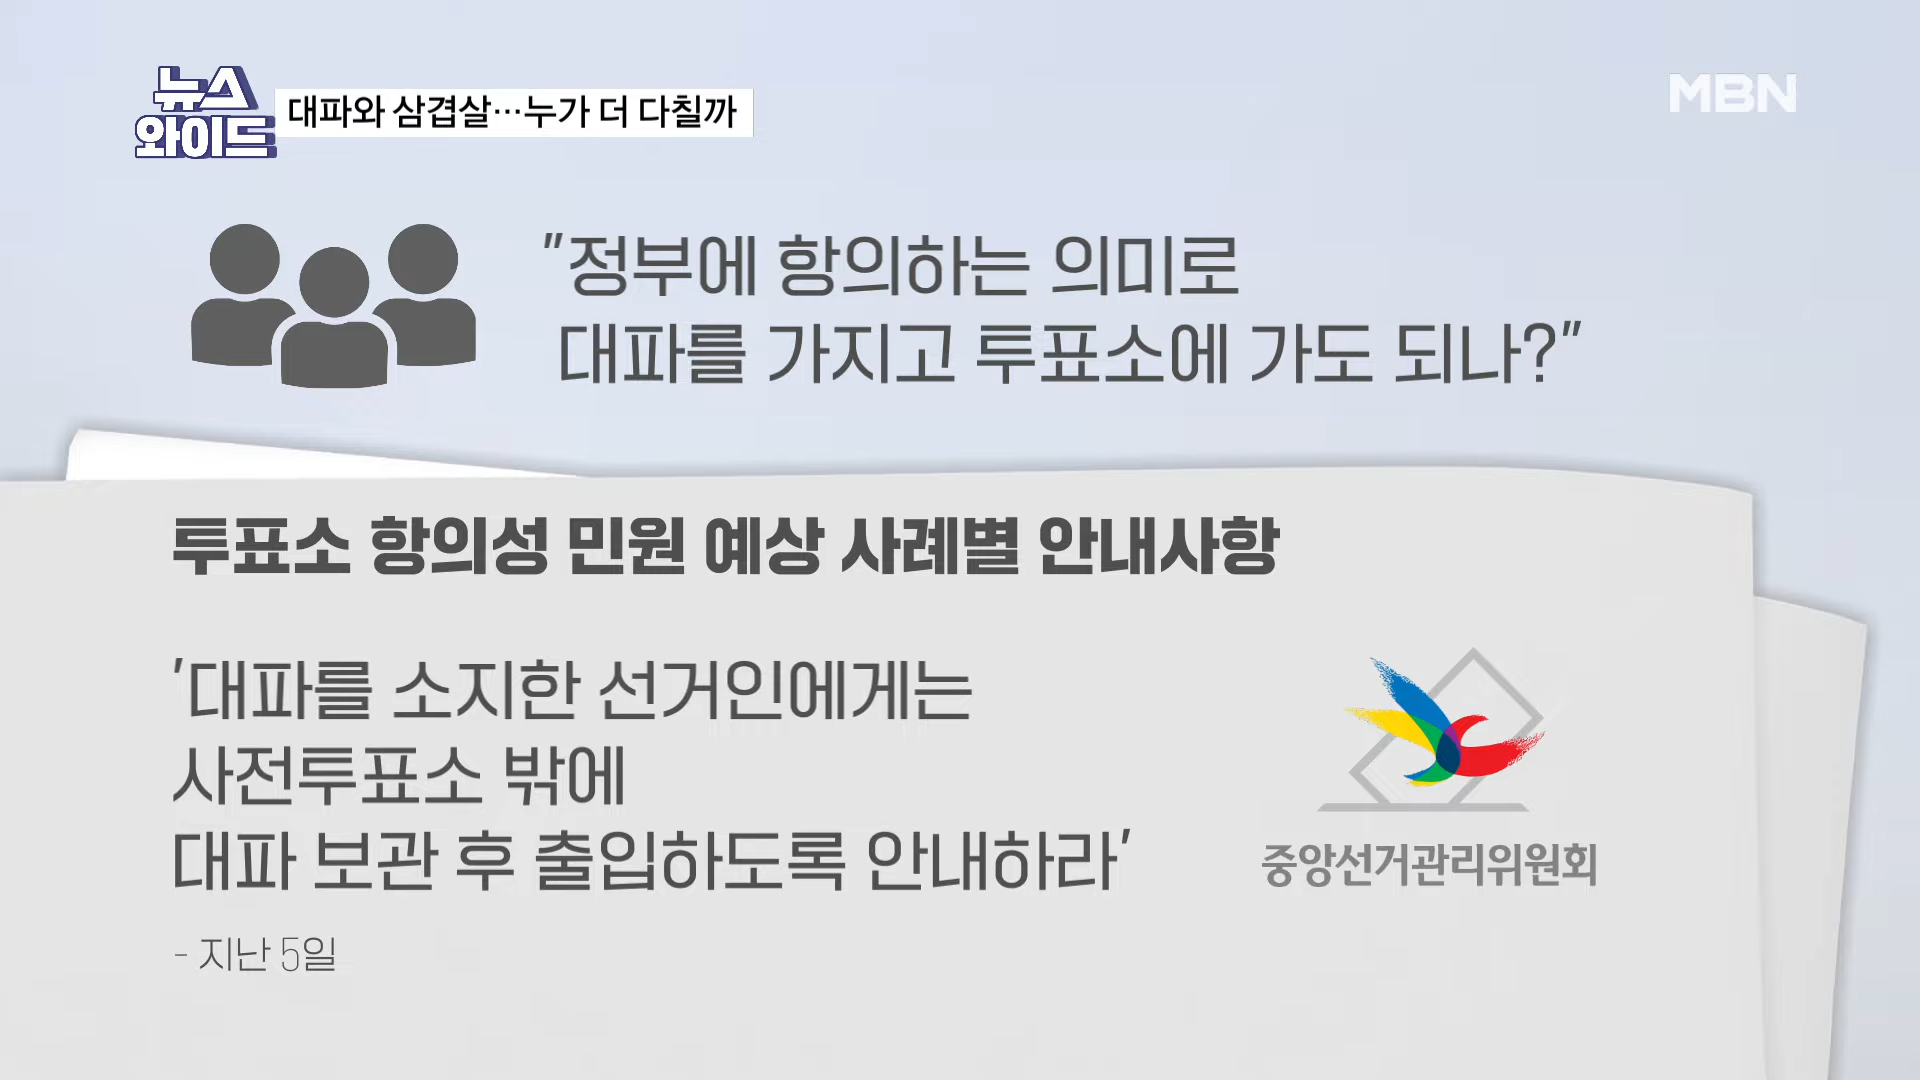 뉴스
와이드
대파와 삼겹살…누가 더 다칠까
MBN
"정부에 항의하는 의미로
대파를 가지고 투표소에 가도 되나?"
투표소 항의성 민원 예상 사례별 안내사항
'대파를 소지한 선거인에게는
사전투표소 밖에
대파 보관 후 출입하도록 안내하라'
- 지난 5일
중앙선거관리위원회